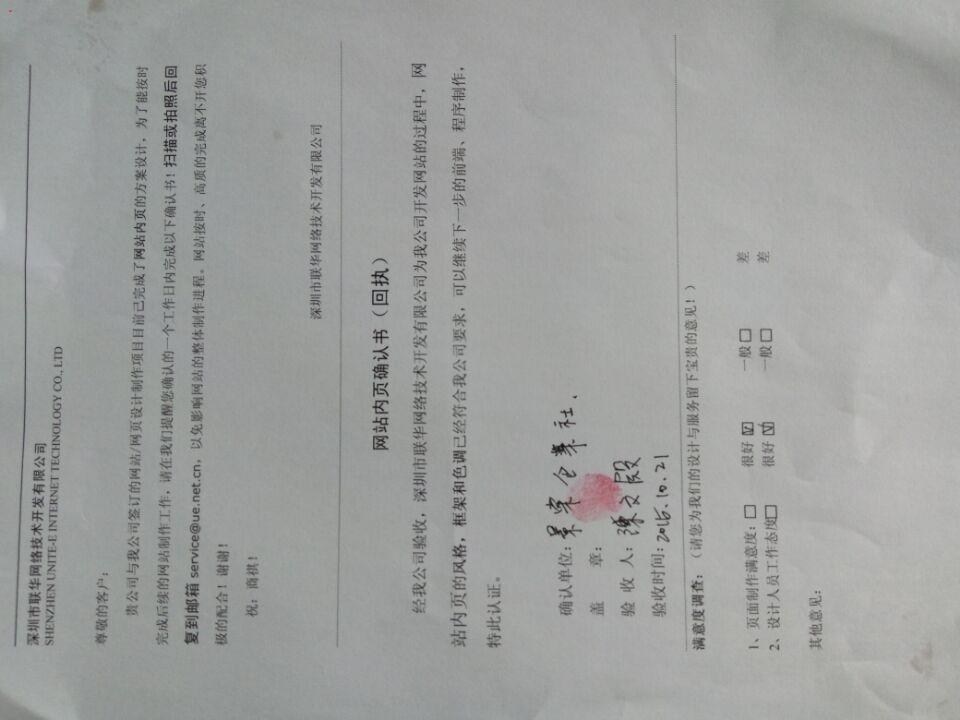 深圳市联华网络技术开发有限公司
SHENZHEN UNITE-E INTERNET TECHNOLOGY CO., LTD
尊敬的客户：
贵公司与我公司签订的网站/网页设计制作项目目前已完成了网站内页的方案设计，为了能按时
完成后续的网站制作工作，请在我们提醒您确认的一个工作日内完成以下确认书！扫描或拍照后回
复到邮箱 service@ue.net.cn，以免影响网站的整体制作进程。网站按时、高质的完成离不开您积
极的配合！谢谢！
祝：商祺！
深圳市联华网络技术开发有限公司
网站内页确认书（回执）
经我公司验收，深圳市联华网络技术开发有限公司为我公司开发网站的过程中，网
站内页的风格，框架和色调已经符合我公司要求，可以继续下一步的前端、程序制作，
特此认证。
确认单位：
盖 章：
验 收 人：陈文
验收时间：2015.10.21
满意度调查：（请您为我们的设计与服务留下宝贵的意见！）
1、页面制作满意度：□ 很好 ☑ 一般 □ 差
2、设计人员工作态度□ 很好 ☑ 一般 □ 差
其他意见：